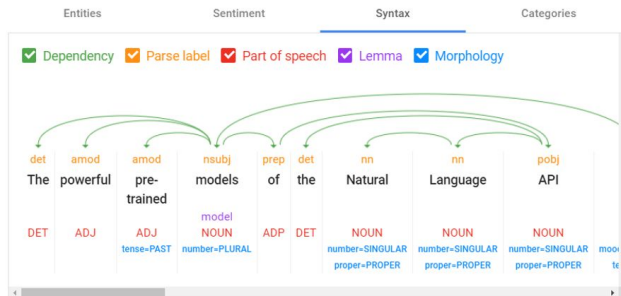 Entities Sentiment Syntax Categories
Dependency Parse label Part of speech Lemma Morphology
det amod amod nsubj prep det nn nn pobj
The powerful pre- models of the Natural Language API
trained
model
DET ADJ ADJ NOUN ADP DET NOUN NOUN NOUN
tense=PAST number=PLURAL number=SINGULAR number=SINGULAR number=SINGULAR
proper=PROPER proper=PROPER proper=PROPER